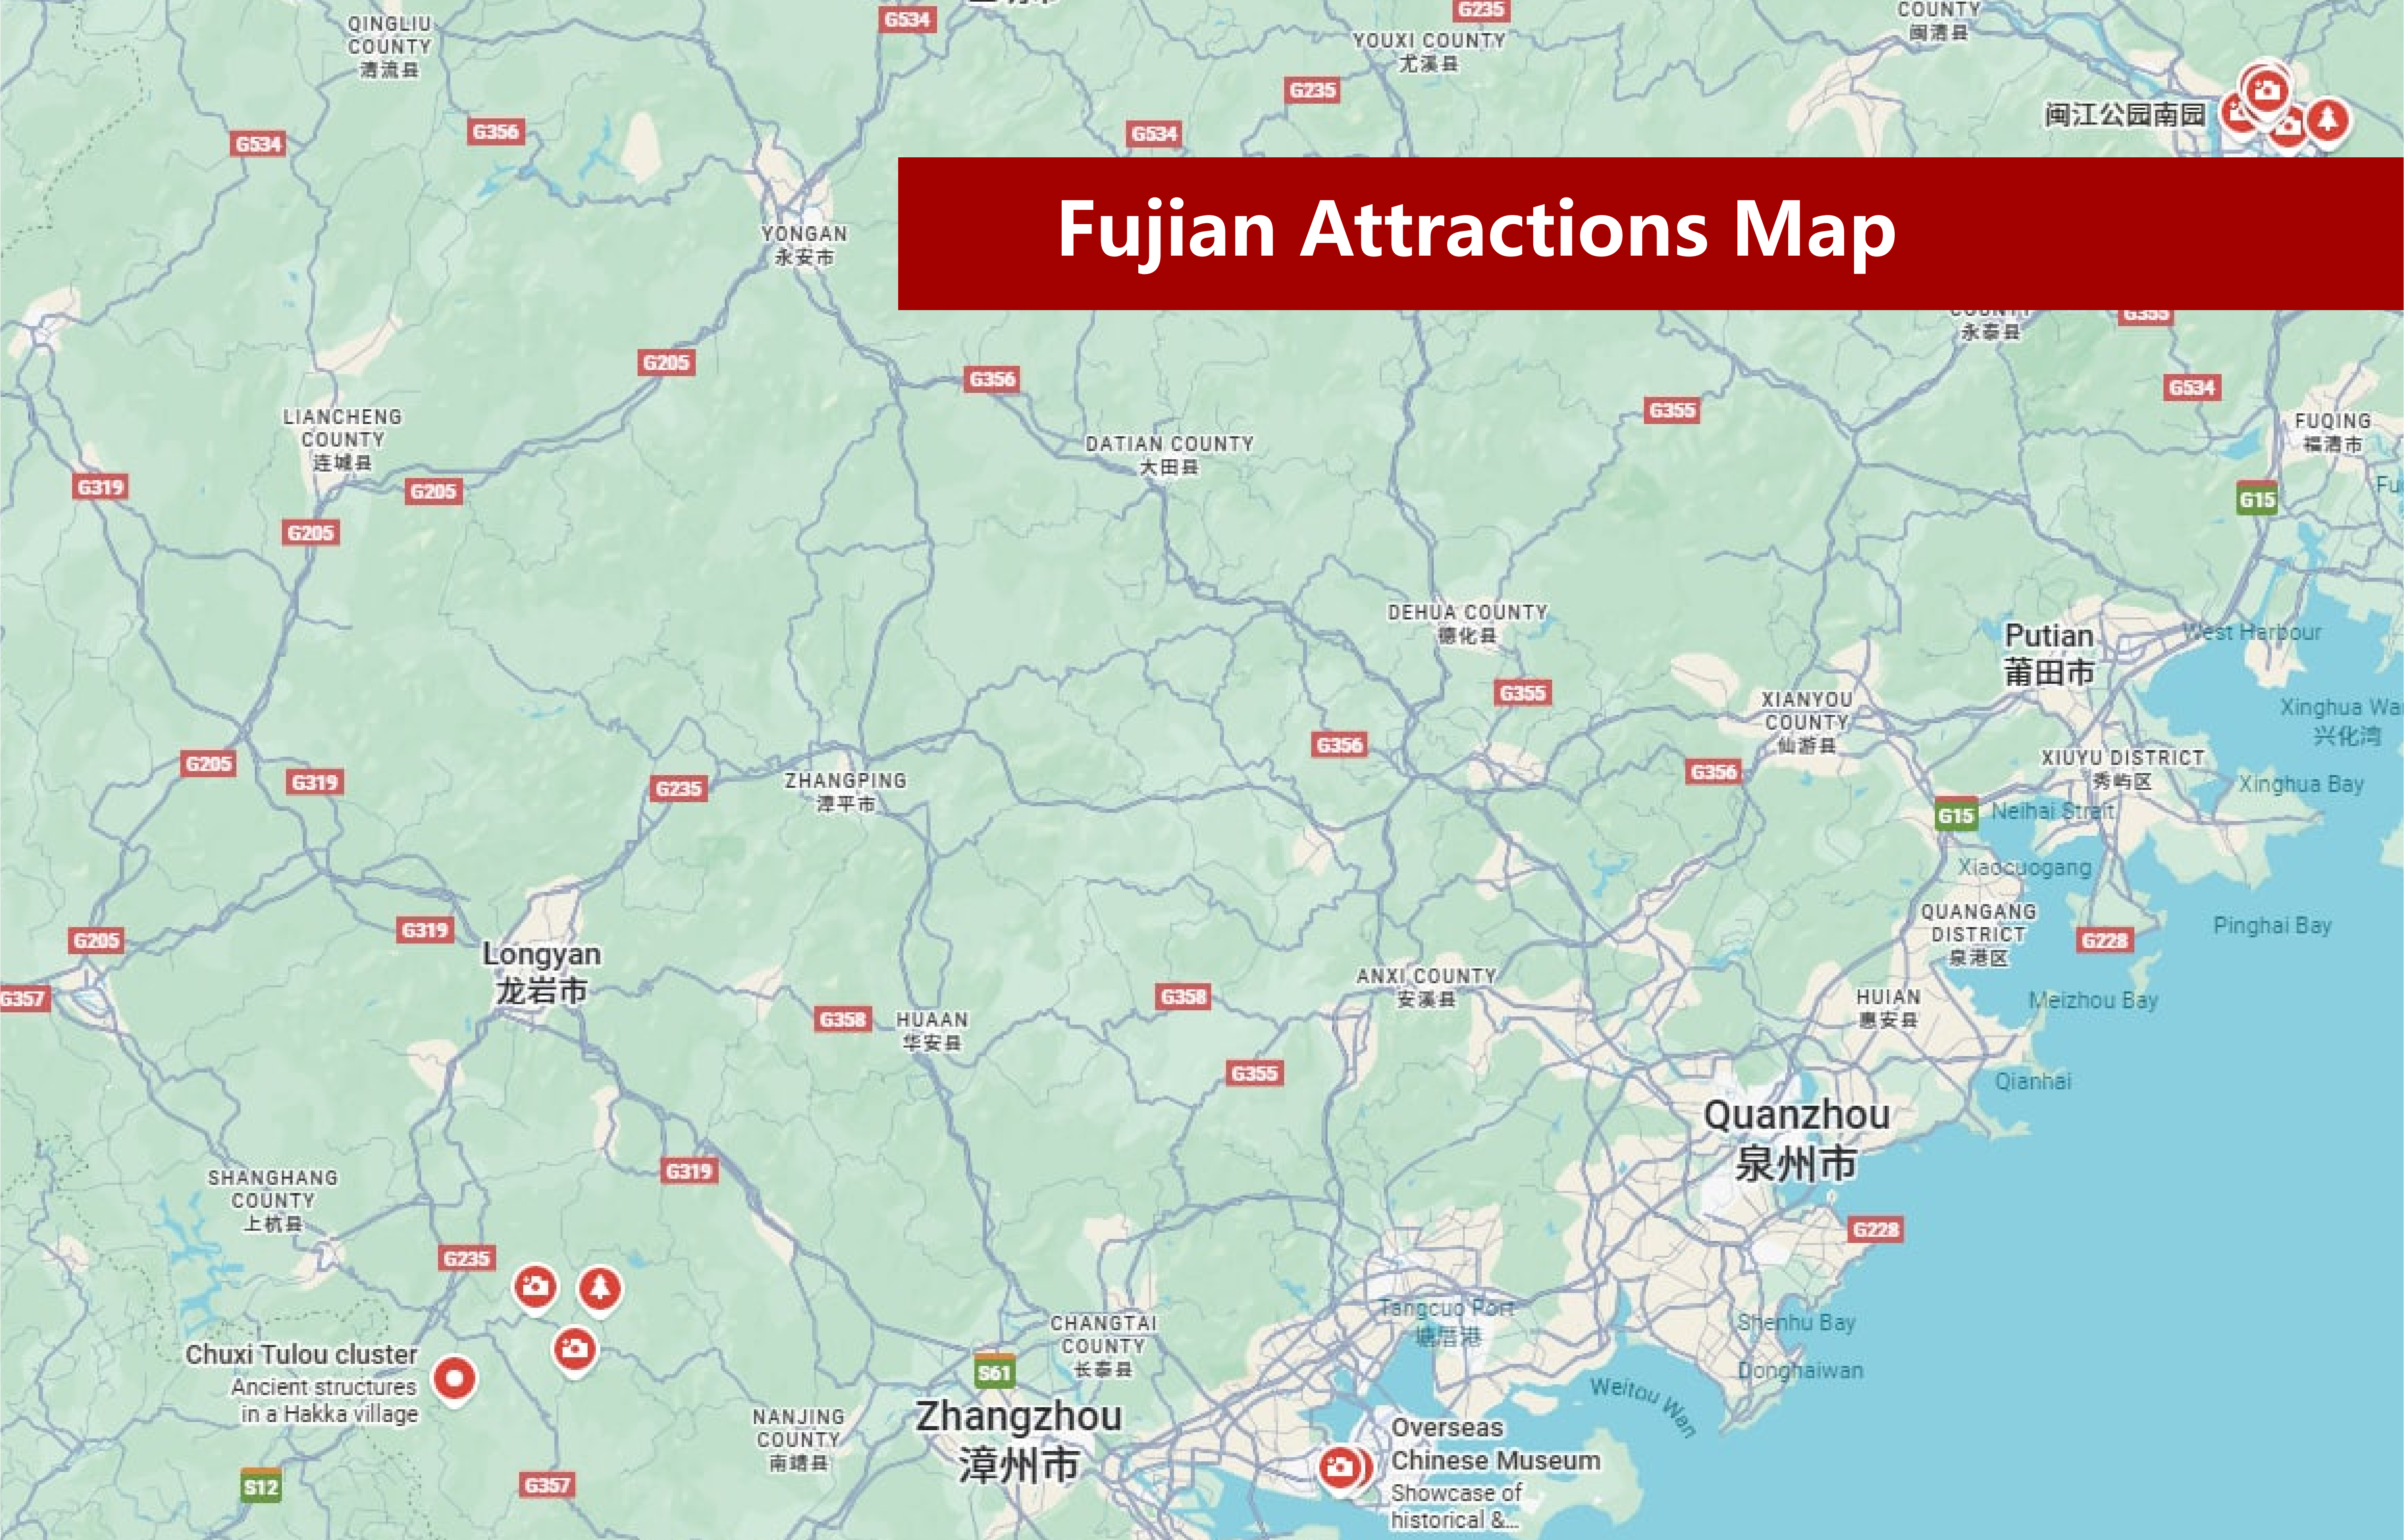 QINGLIU
COUNTY
清流县
G534
G235
COUNTY
闽清县
YOUXI COUNTY
尤溪县
G235
闽江公园南园
G534
G356
G534
Fujian Attractions Map
YONGAN
永安市
COUNTY
永泰县
G355
G205
G356
G534
G355
LIANCHENG
COUNTY
连城县
FUQING
福清市
DATIAN COUNTY
大田县
G319
G205
Fu
G15
G205
DEHUA COUNTY
德化县
Putian
莆田市
West Harbour
G355
XIANYOU
COUNTY
仙游县
Xinghua Wa
兴化湾
G356
G205
G319
G235
ZHANGPING
漳平市
G356
XIUYU DISTRICT
秀屿区
Xinghua Bay
G15
Neihai Strait
Xiaocuogang
QUANGANG
DISTRICT
泉港区
Pinghai Bay
G319
G205
G228
Longyan
龙岩市
ANXI COUNTY
安溪县
G357
G358
HUIAN
惠安县
Meizhou Bay
G358
HUAAN
华安县
G355
Qianhai
Quanzhou
泉州市
G319
SHANGHANG
COUNTY
上杭县
G228
G235
Tangcuo Port
塘厝港
Shenhu Bay
CHANGTAI
COUNTY
长泰县
Chuxi Tulou cluster
Ancient structures
in a Hakka village
S61
Donghaiwan
Weitou Wan
Zhangzhou
漳州市
NANJING
COUNTY
南靖县
Overseas
Chinese Museum
Showcase of
historical &...
S12
G357